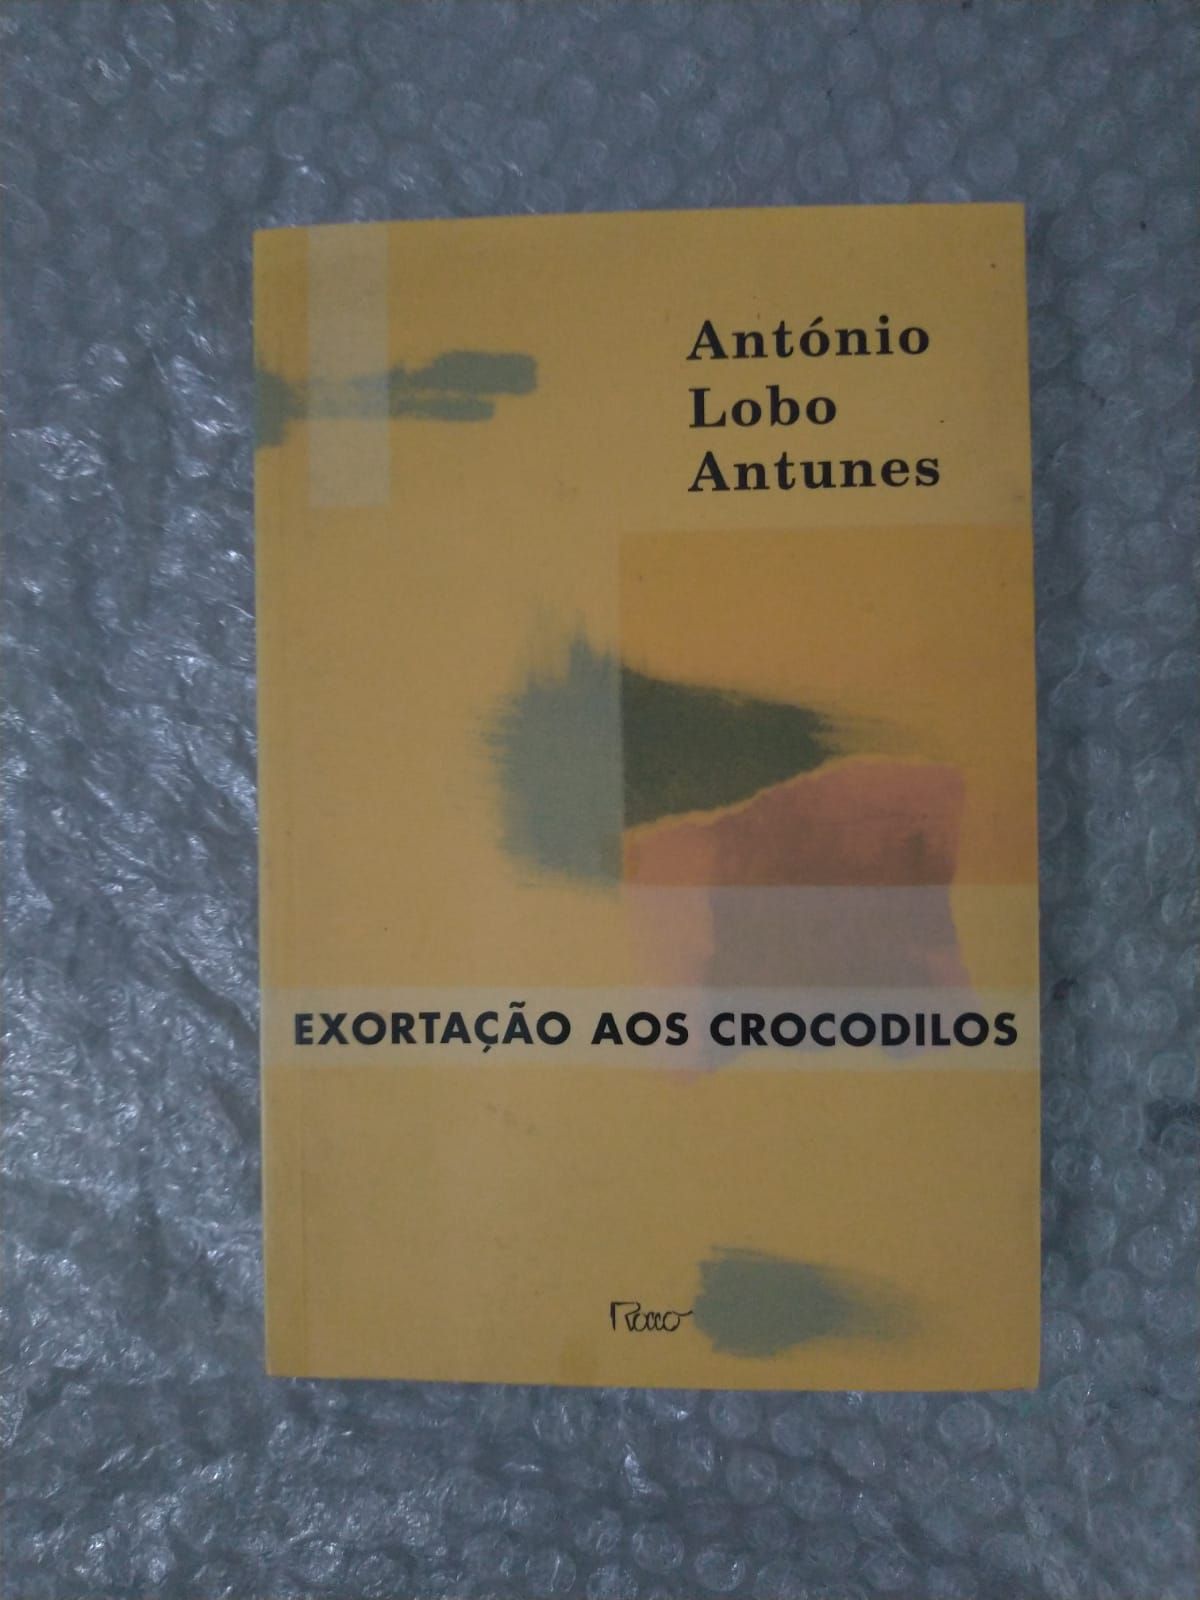 António
Lobo
Antunes
EXORTAÇÃO AOS CROCODILOS
Rocco